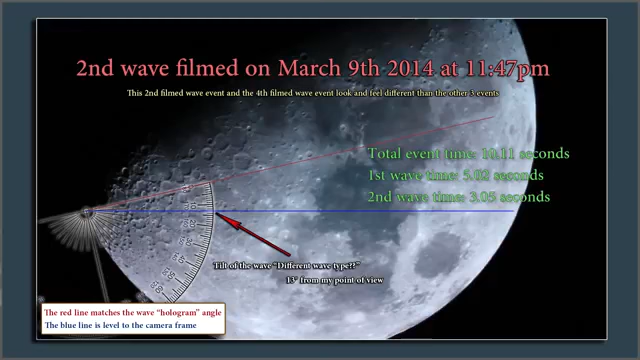 2nd wave filmed on March 9th 2014 at 11:47pm
This 2nd filmed wave event and the 4th filmed wave event look and feel different than the other 3 events
Total event time: 10.11 seconds
1st wave time: 5.02 seconds
2nd wave time: 3.05 seconds
Tilt of the wave "Different wave type??"
13° from my point of view
The red line matches the wave "hologram" angle
The blue line is level to the camera frame